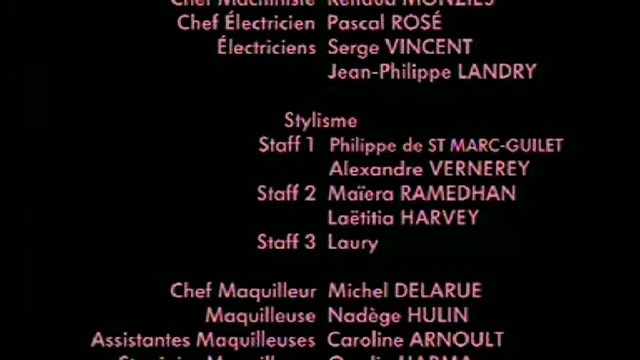 Chef Machiniste Renaud MONZIES
Chef Électricien Pascal ROSÉ
Électriciens Serge VINCENT
Jean-Philippe LANDRY
Stylisme
Staff 1 Philippe de ST MARC-GUILET
Alexandre VERNEREY
Staff 2 Maïera RAMEDHAN
Laëtitia HARVEY
Staff 3 Laury
Chef Maquilleur Michel DELARUE
Maquilleuse Nadège HULIN
Assistantes Maquilleuses Caroline ARNOULT